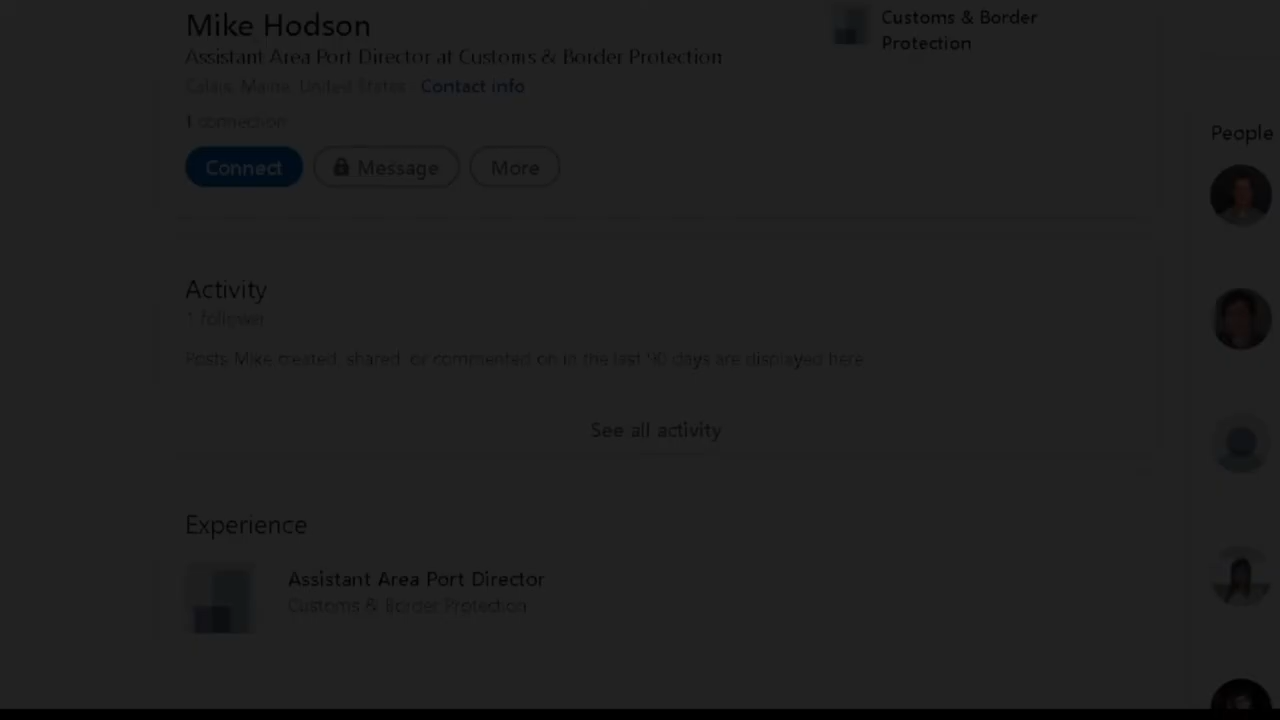 Mike Hodson
Assistant Area Port Director at Customs & Border Protection
Calais, Maine, United States · Contact info
1 connection
Connect
Message
More
Customs & Border
Protection
People
Activity
1 follower
Posts Mike created, shared, or commented on in the last 90 days are displayed here.
See all activity
Experience
Assistant Area Port Director
Customs & Border Protection